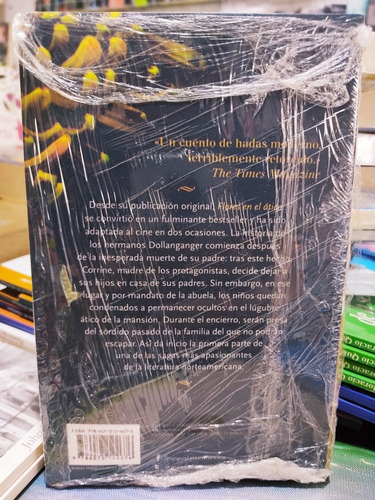 «Un cuento de hadas moderno,
terriblemente retorcido.»
The Times Magazine
Desde su publicación original, Flores en el ático
se convirtió en un fulminante bestseller y ha sido
adaptada al cine en dos ocasiones. La historia de
los hermanos Dollanganger comienza después
de la inesperada muerte de su padre: tras este hecho,
Corrine, madre de los protagonistas, decide dejar a
sus hijos en casa de sus padres. Sin embargo, en ese
lugar y por mandato de la abuela, los niños quedan
condenados a permanecer ocultos en el lúgubre
ático de la mansión. Durante el encierro, serán presa
del sórdido pasado de la familia del que no podrán
escapar. Así da inicio la primera parte de
una de las sagas más apasionantes
de la literatura norteamericana.